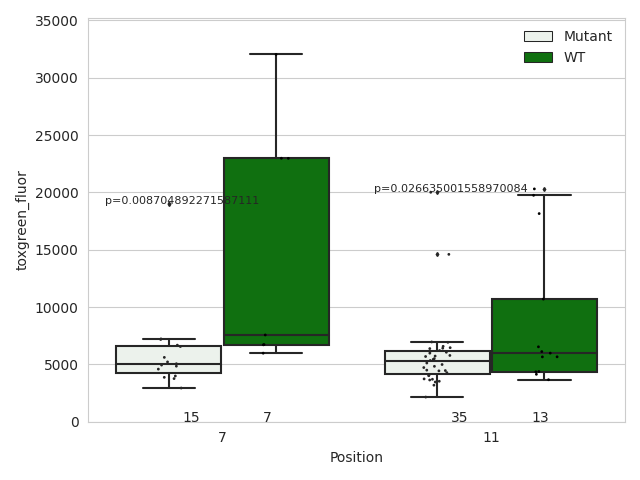 35000
30000
25000
20000
15000
10000
5000
0
toxgreen_fluor
Mutant
WT
p=0.008704892271587111
p=0.026635001558970084
15 7 35 13
7 11
Position